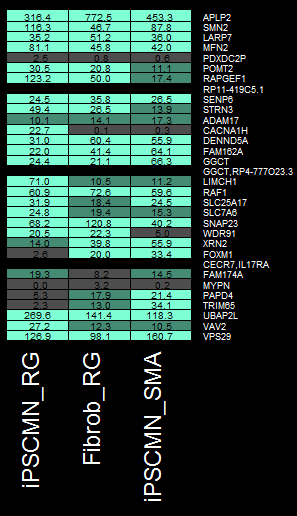 316.4 772.5 453.3 APLP2
116.3 46.7 87.8 SMN2
35.2 51.2 36.0 LARP7
81.1 45.8 42.0 MFN2
2.5 0.8 0.6 PDXDC2P
30.5 20.8 11.1 POMT2
123.2 50.0 17.4 RAPGEF1
RP11-419C5.1
24.5 35.8 26.5 SENP6
49.4 26.5 13.9 STRN3
10.1 14.1 17.3 ADAM17
22.7 0.1 0.3 CACNA1H
31.0 60.4 55.9 DENND5A
22.0 41.4 64.1 FAM162A
24.4 21.1 66.3 GGCT
GGCT,RP4-777O23.3
71.0 10.5 11.2 LIMCH1
60.9 72.6 59.6 RAF1
31.9 18.4 24.5 SLC25A17
24.8 19.4 15.3 SLC7A6
68.2 120.8 40.2 SNAP23
20.5 22.3 5.0 WDR91
14.0 39.8 55.9 XRN2
2.6 20.0 33.4 FOXM1
CECR7,IL17RA
19.3 8.2 14.5 FAM174A
0.0 3.2 0.2 MYPN
5.3 17.9 21.4 PAPD4
2.3 13.0 34.1 TRIM65
269.6 141.4 118.3 UBAP2L
27.2 12.3 10.5 VAV2
126.9 98.1 160.7 VPS29
iPSCMN_RG
Fibrob_RG
iPSCMN_SMA